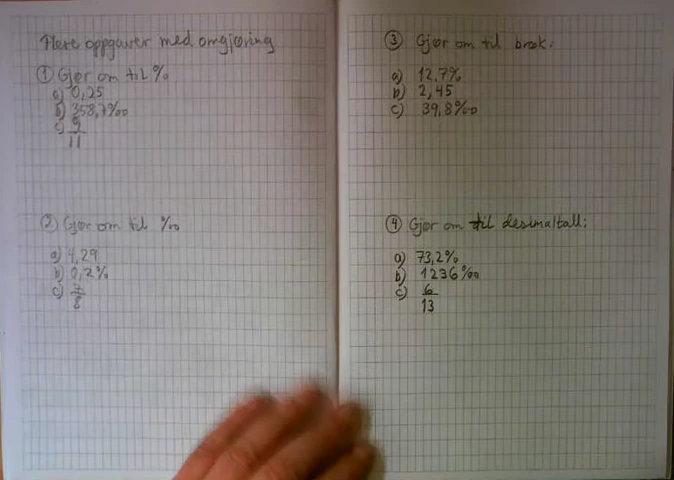 Flere oppgaver med omgjøring
① Gjør om til %
a) 0,25
b) 358,7‰
c) 9/11
② Gjør om til ‰
a) 4,29
b) 0,2%
c) 7/8
③ Gjør om til brøk:
a) 12,7%
b) 2,45
c) 39,8‰
④ Gjør om til desimaltall:
a) 73,2%
b) 1236‰
c) 6/13